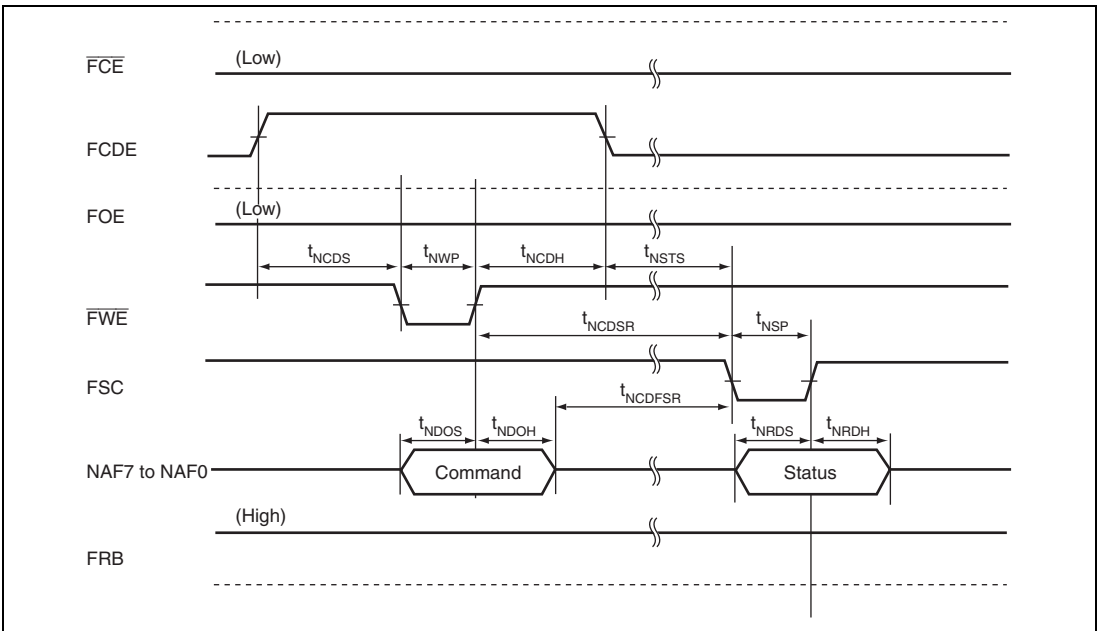 FCE (Low)
FCDE
FOE (Low)
tNCDS tNWP tNCDH tNSTS
FWE
tNCDSR tNSP
FSC
tNCDFSR
tNDOS tNDOH tNRDS tNRDH
NAF7 to NAF0 Command Status
(High)
FRB